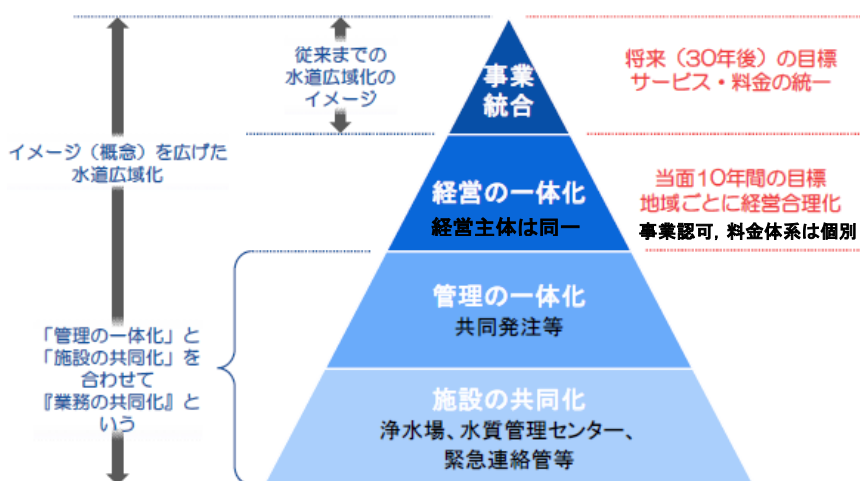 従来までの
水道広域化の
イメージ
イメージ（概念）を広げた
水道広域化
「管理の一体化」と
「施設の共同化」を
合わせて
『業務の共同化』と
いう
事業
統合
経営の一体化
経営主体は同一
管理の一体化
共同発注等
施設の共同化
浄水場、水質管理センター、
緊急連絡管等
将来（30年後）の目標
サービス・料金の統一
当面10年間の目標
地域ごとに経営合理化
事業認可，料金体系は個別